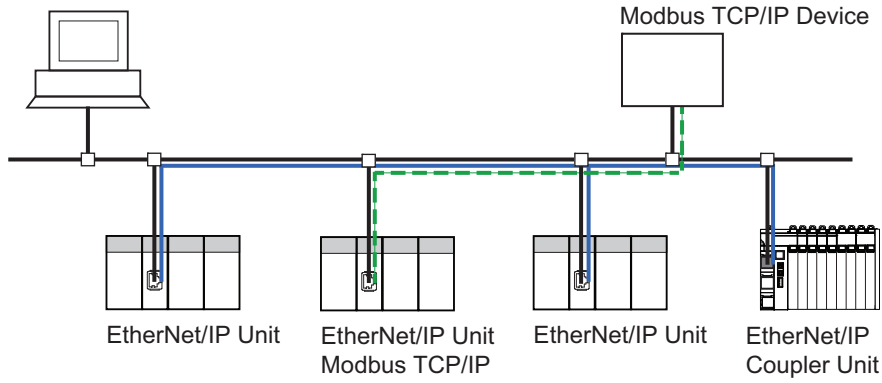 Modbus TCP/IP Device
EtherNet/IP Unit
EtherNet/IP Unit
Modbus TCP/IP
EtherNet/IP Unit
EtherNet/IP
Coupler Unit